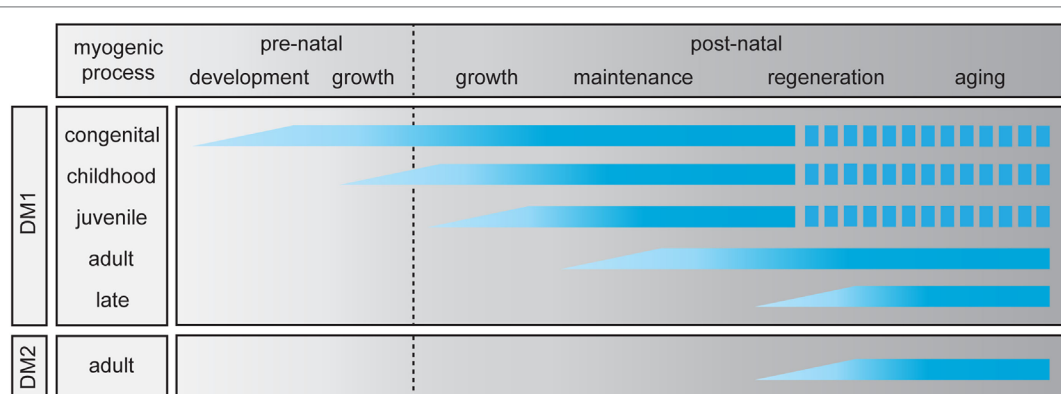 myogenic
process
pre-natal
post-natal
development growth growth maintenance regeneration aging
DM1
congenital
childhood
juvenile
adult
late
DM2
adult